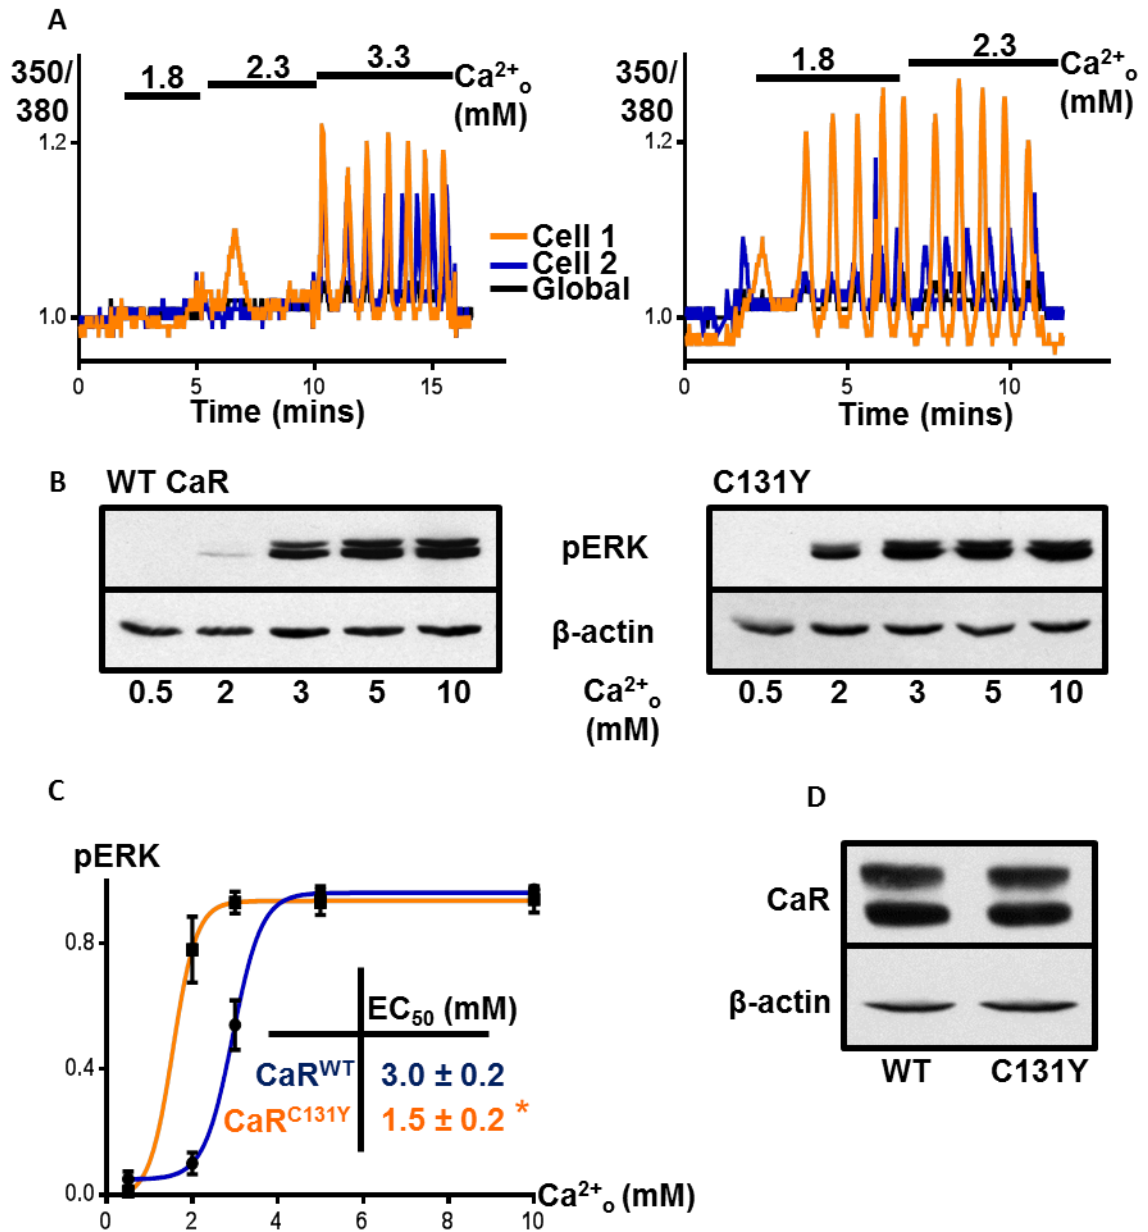 A
350/
380
1.8
2.3
3.3
Ca²⁺ₒ
(mM)
1.2
1.0
0
5
10
15
Time (mins)
Cell 1
Cell 2
Global
350/
380
1.8
2.3
Ca²⁺ₒ
(mM)
1.2
1.0
0
5
10
Time (mins)
B
WT CaR
C131Y
pERK
β-actin
0.5 2 3 5 10
Ca²⁺ₒ
(mM)
0.5 2 3 5 10
C
pERK
0.8
0.4
0.0
0 2 4 6 8 10
Ca²⁺ₒ (mM)
EC₅₀ (mM)
CaRᵂᵀ 3.0 ± 0.2
CaR^C131Y 1.5 ± 0.2 *
D
CaR
β-actin
WT C131Y